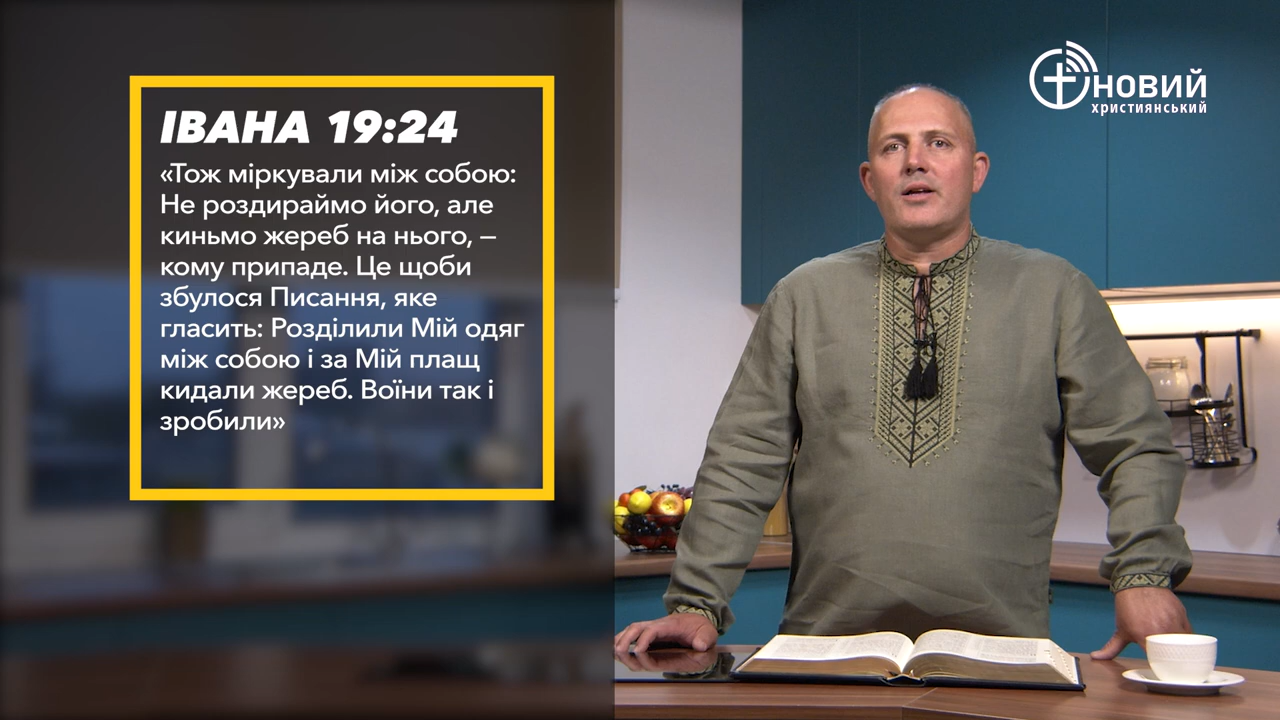 ІВАНА 19:24
«Тож міркували між собою:
Не роздираймо його, але
киньмо жереб на нього, –
кому припаде. Це щоби
збулося Писання, яке
гласить: Розділили Мій одяг
між собою і за Мій плащ
кидали жереб. Воїни так і
зробили»
НОВИЙ
християнський